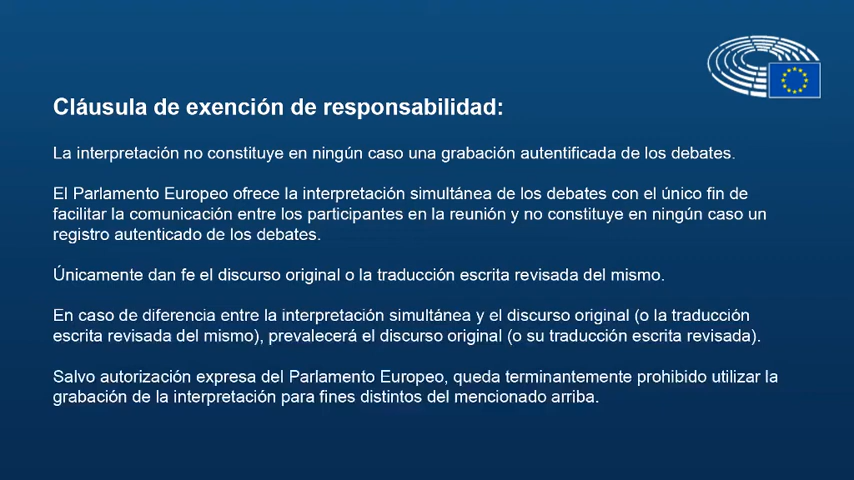 Cláusula de exención de responsabilidad:
La interpretación no constituye en ningún caso una grabación autentificada de los debates.
El Parlamento Europeo ofrece la interpretación simultánea de los debates con el único fin de
facilitar la comunicación entre los participantes en la reunión y no constituye en ningún caso un
registro autenticado de los debates.
Únicamente dan fe el discurso original o la traducción escrita revisada del mismo.
En caso de diferencia entre la interpretación simultánea y el discurso original (o la traducción
escrita revisada del mismo), prevalecerá el discurso original (o su traducción escrita revisada).
Salvo autorización expresa del Parlamento Europeo, queda terminantemente prohibido utilizar la
grabación de la interpretación para fines distintos del mencionado arriba.